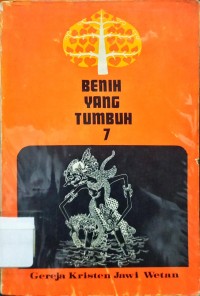 BENIH
YANG
TUMBUH
7
Gereja Kristen Jawi Wetan